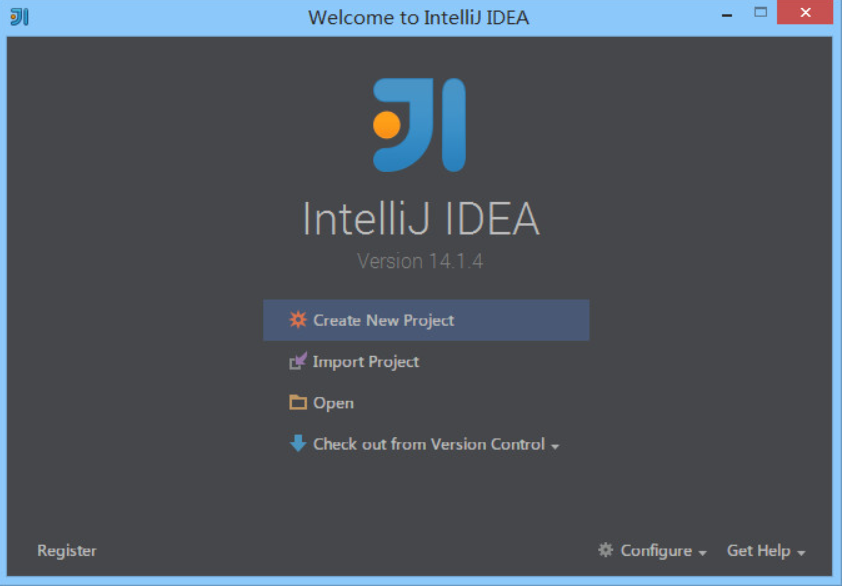 Welcome to IntelliJ IDEA
IntelliJ IDEA
Version 14.1.4
Create New Project
Import Project
Open
Check out from Version Control
Register
Configure
Get Help